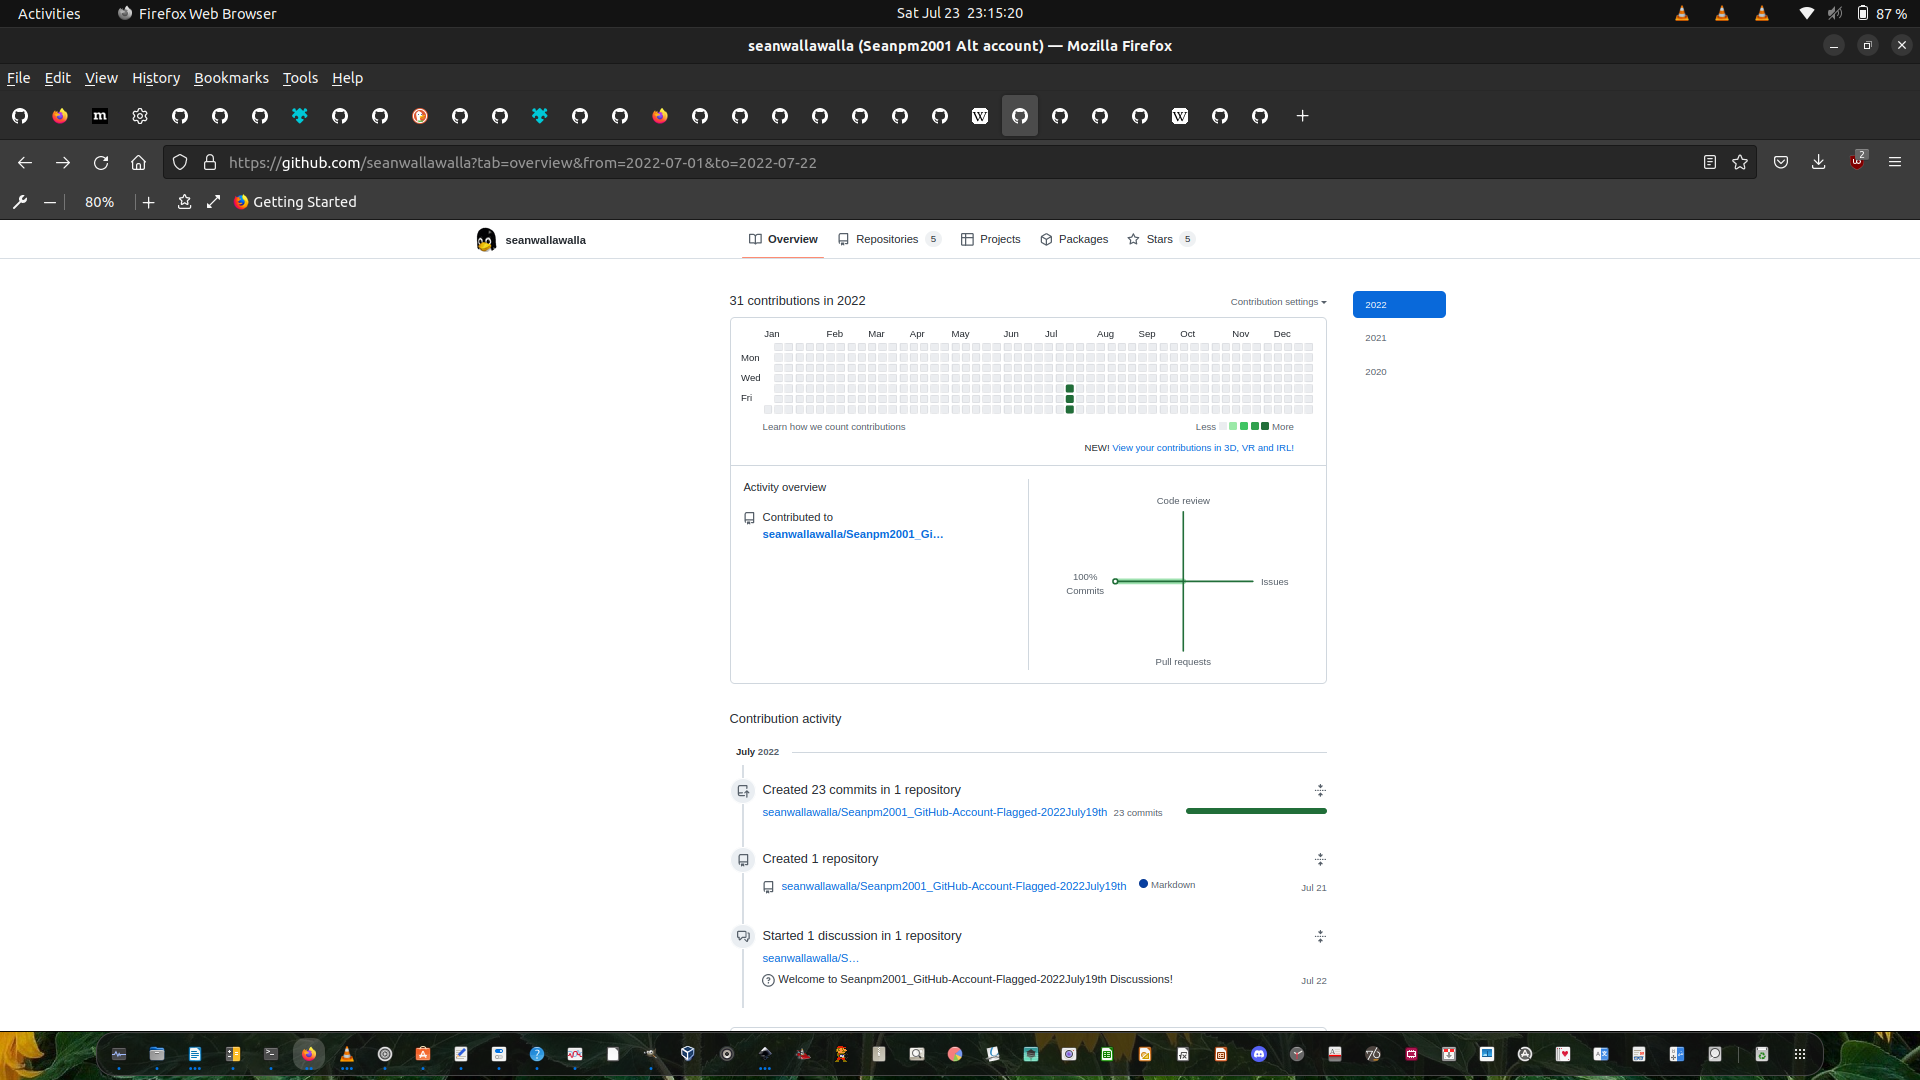 Activities Firefox Web Browser Sat Jul 23 23:15:20 87 %
seanwallawalla (Seanpm2001 Alt account) — Mozilla Firefox
File Edit View History Bookmarks Tools Help
https://github.com/seanwallawalla?tab=overview&from=2022-07-01&to=2022-07-22 2
80% Getting Started
seanwallawalla Overview Repositories 5 Projects Packages Stars 5
31 contributions in 2022 Contribution settings 2022
Jan Feb Mar Apr May Jun Jul Aug Sep Oct Nov Dec
2021
Mon
2020
Wed
Fri
Learn how we count contributions Less More
NEW! View your contributions in 3D, VR and IRL!
Activity overview
Contributed to
seanwallawalla/Seanpm2001_Gi…
Code review
100%
Commits
Issues
Pull requests
Contribution activity
July 2022
Created 23 commits in 1 repository
seanwallawalla/Seanpm2001_GitHub-Account-Flagged-2022July19th 23 commits
Created 1 repository
seanwallawalla/Seanpm2001_GitHub-Account-Flagged-2022July19th Markdown Jul 21
Started 1 discussion in 1 repository
seanwallawalla/S…
Welcome to Seanpm2001_GitHub-Account-Flagged-2022July19th Discussions! Jul 22